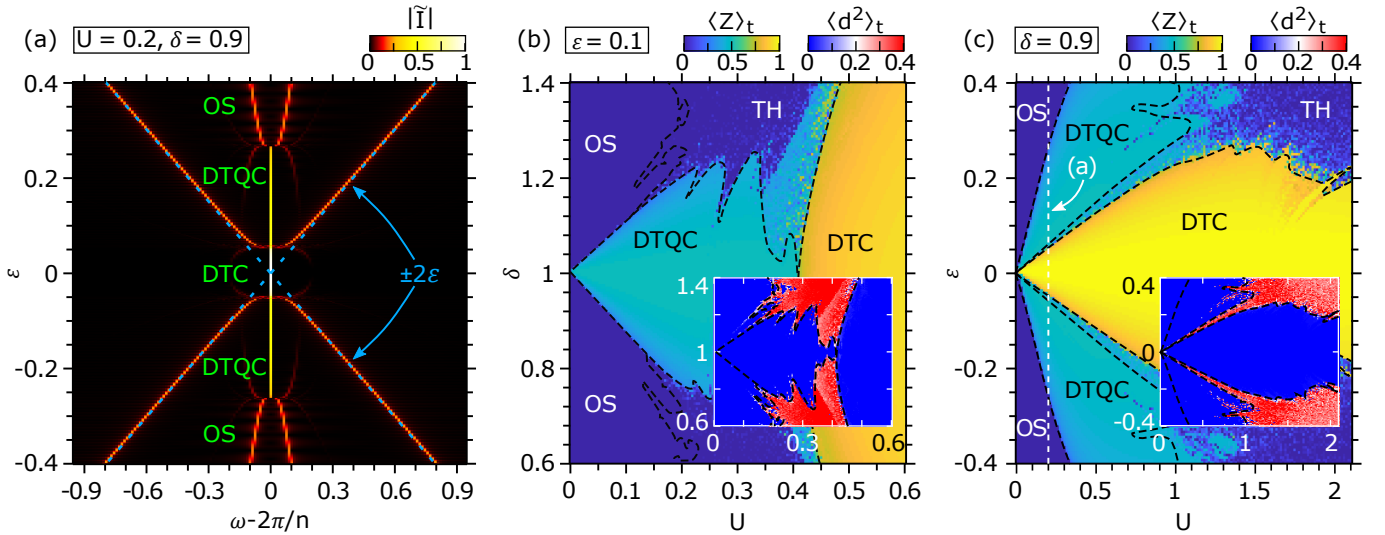 (a) U = 0.2, δ = 0.9
|Ĩ|
0 0.5 1
0.4
0.2
0
-0.2
-0.4
ε
OS
DTQC
DTC
DTQC
OS
±2ε
-0.9 -0.6 -0.3 0 0.3 0.6 0.9
ω-2π/n
(b) ε = 0.1
⟨Z⟩t ⟨d²⟩t
0 0.5 1 0 0.2 0.4
1.4
1.2
1
0.8
0.6
δ
TH
OS
DTQC
DTC
OS
1.4
1
0.6
0 0.3 0.6
0 0.1 0.2 0.3 0.4 0.5 0.6
U
(c) δ = 0.9
⟨Z⟩t ⟨d²⟩t
0 0.5 1 0 0.2 0.4
0.4
0.2
0
-0.2
-0.4
ε
OS
TH
DTQC
(a)
DTC
DTQC
OS
0.4
0
-0.4
0 1 2
0 0.5 1 1.5 2
U